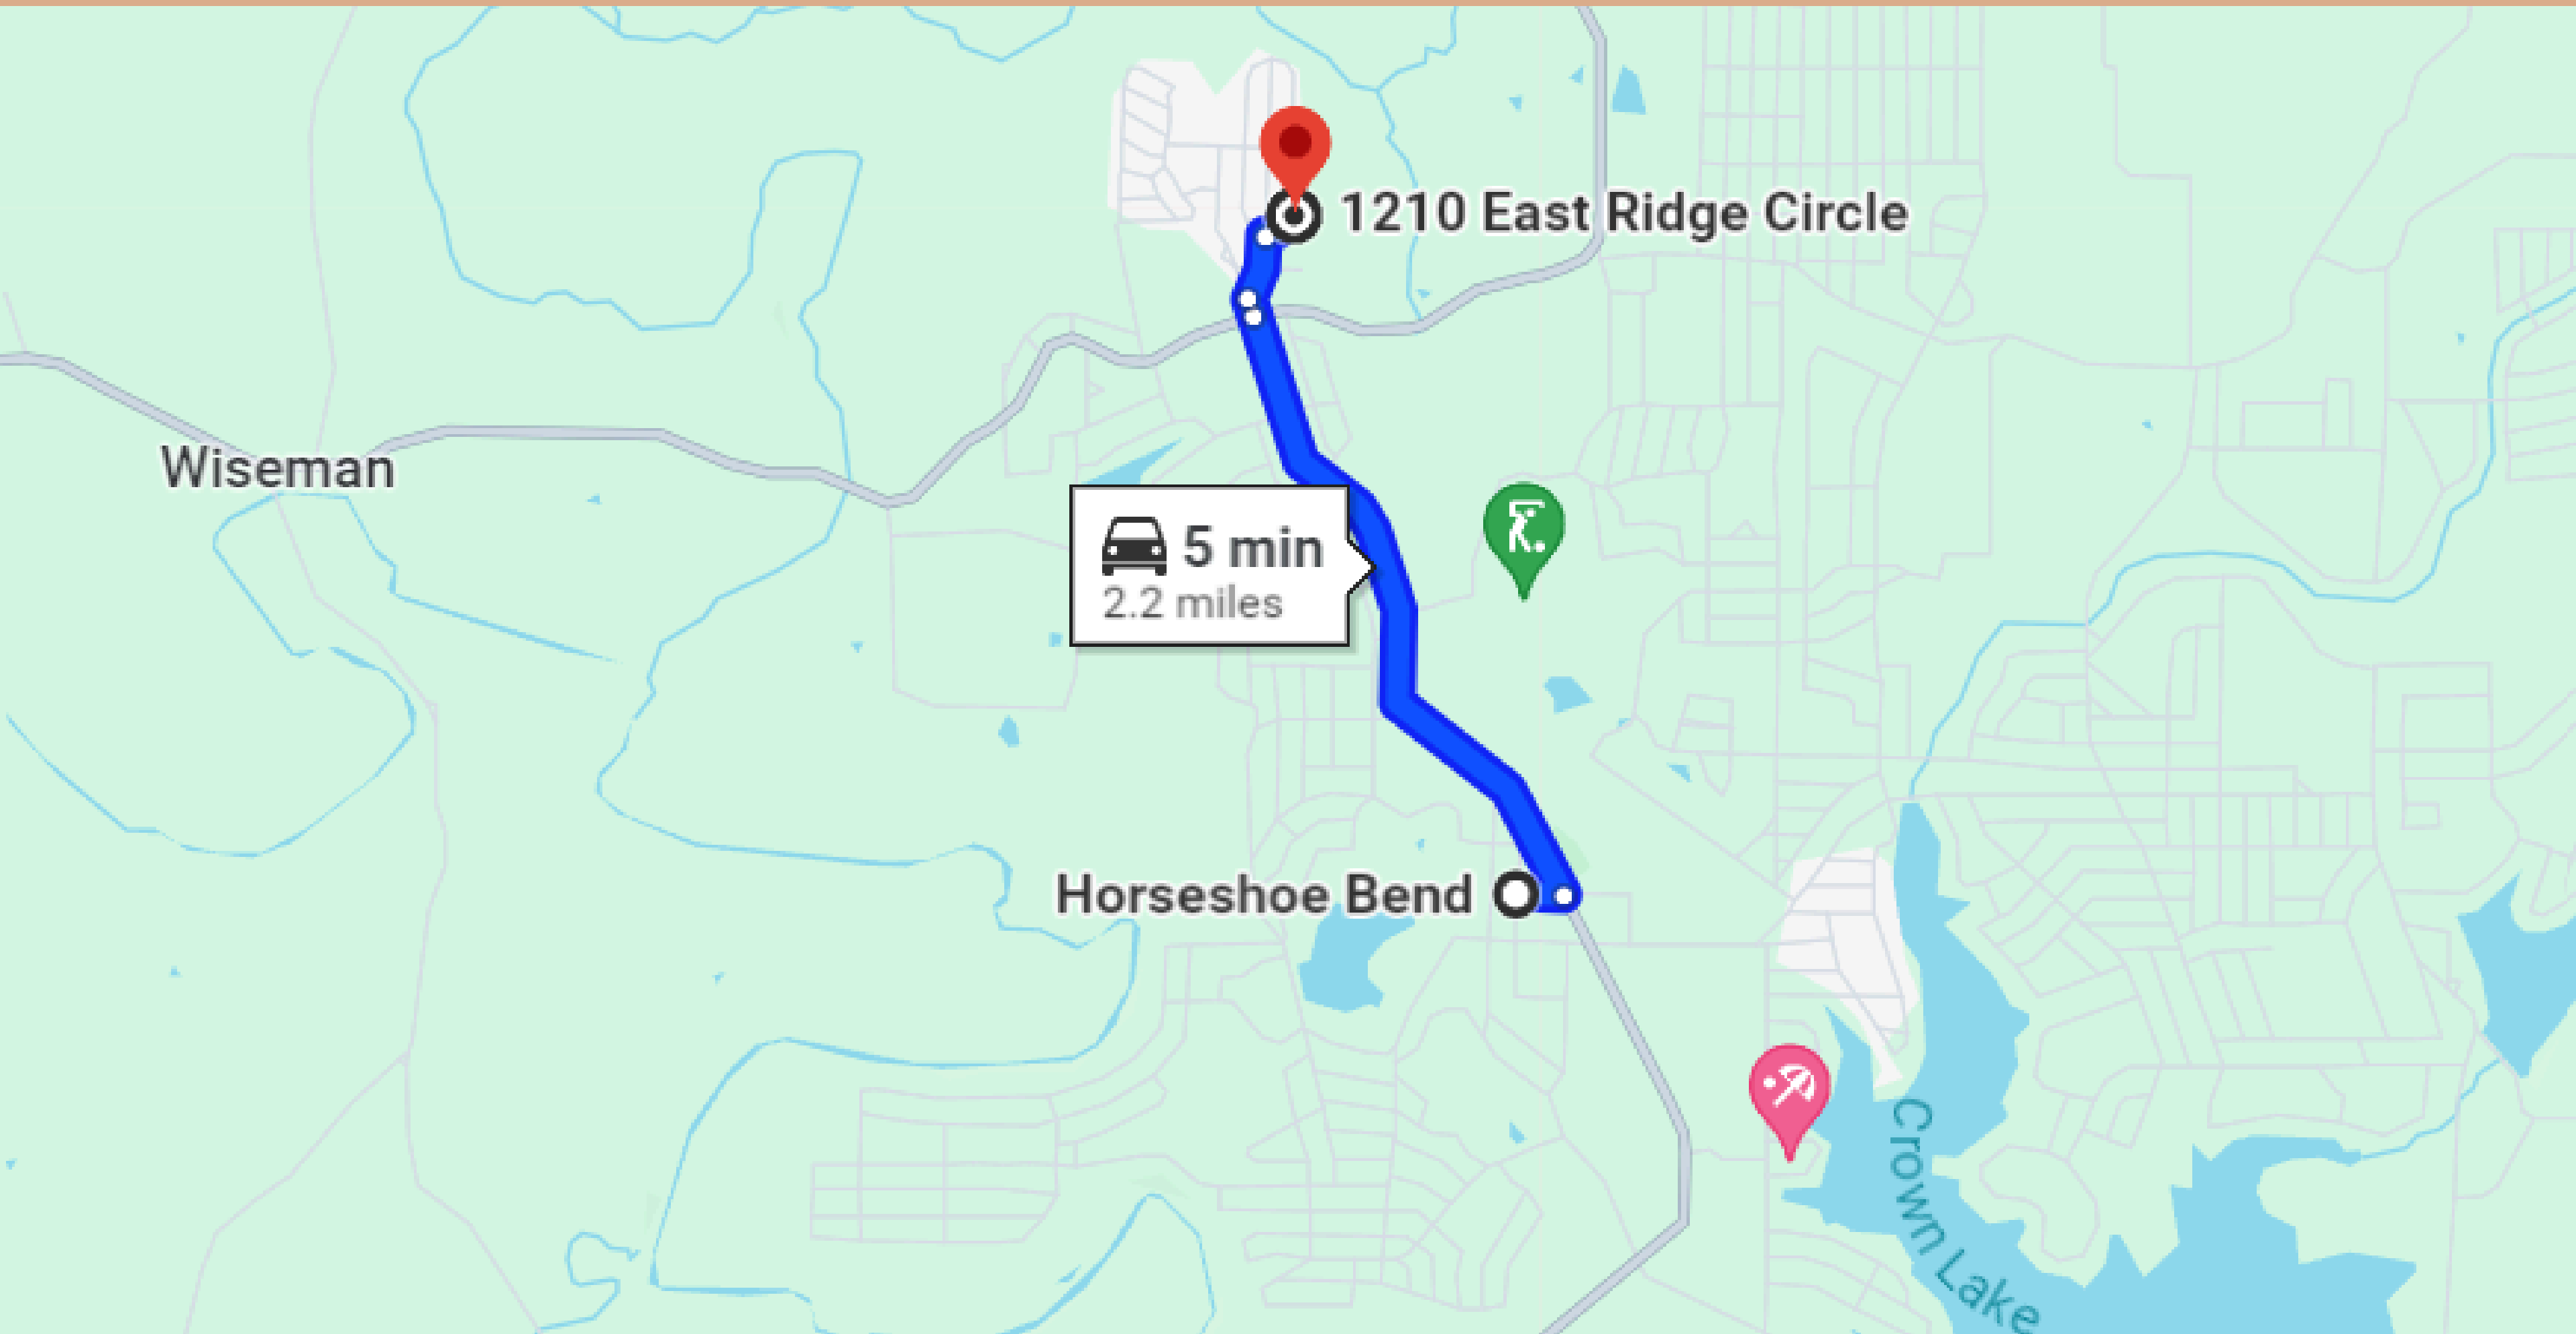 1210 East Ridge Circle
Wiseman
5 min
2.2 miles
Horseshoe Bend
Crown Lake